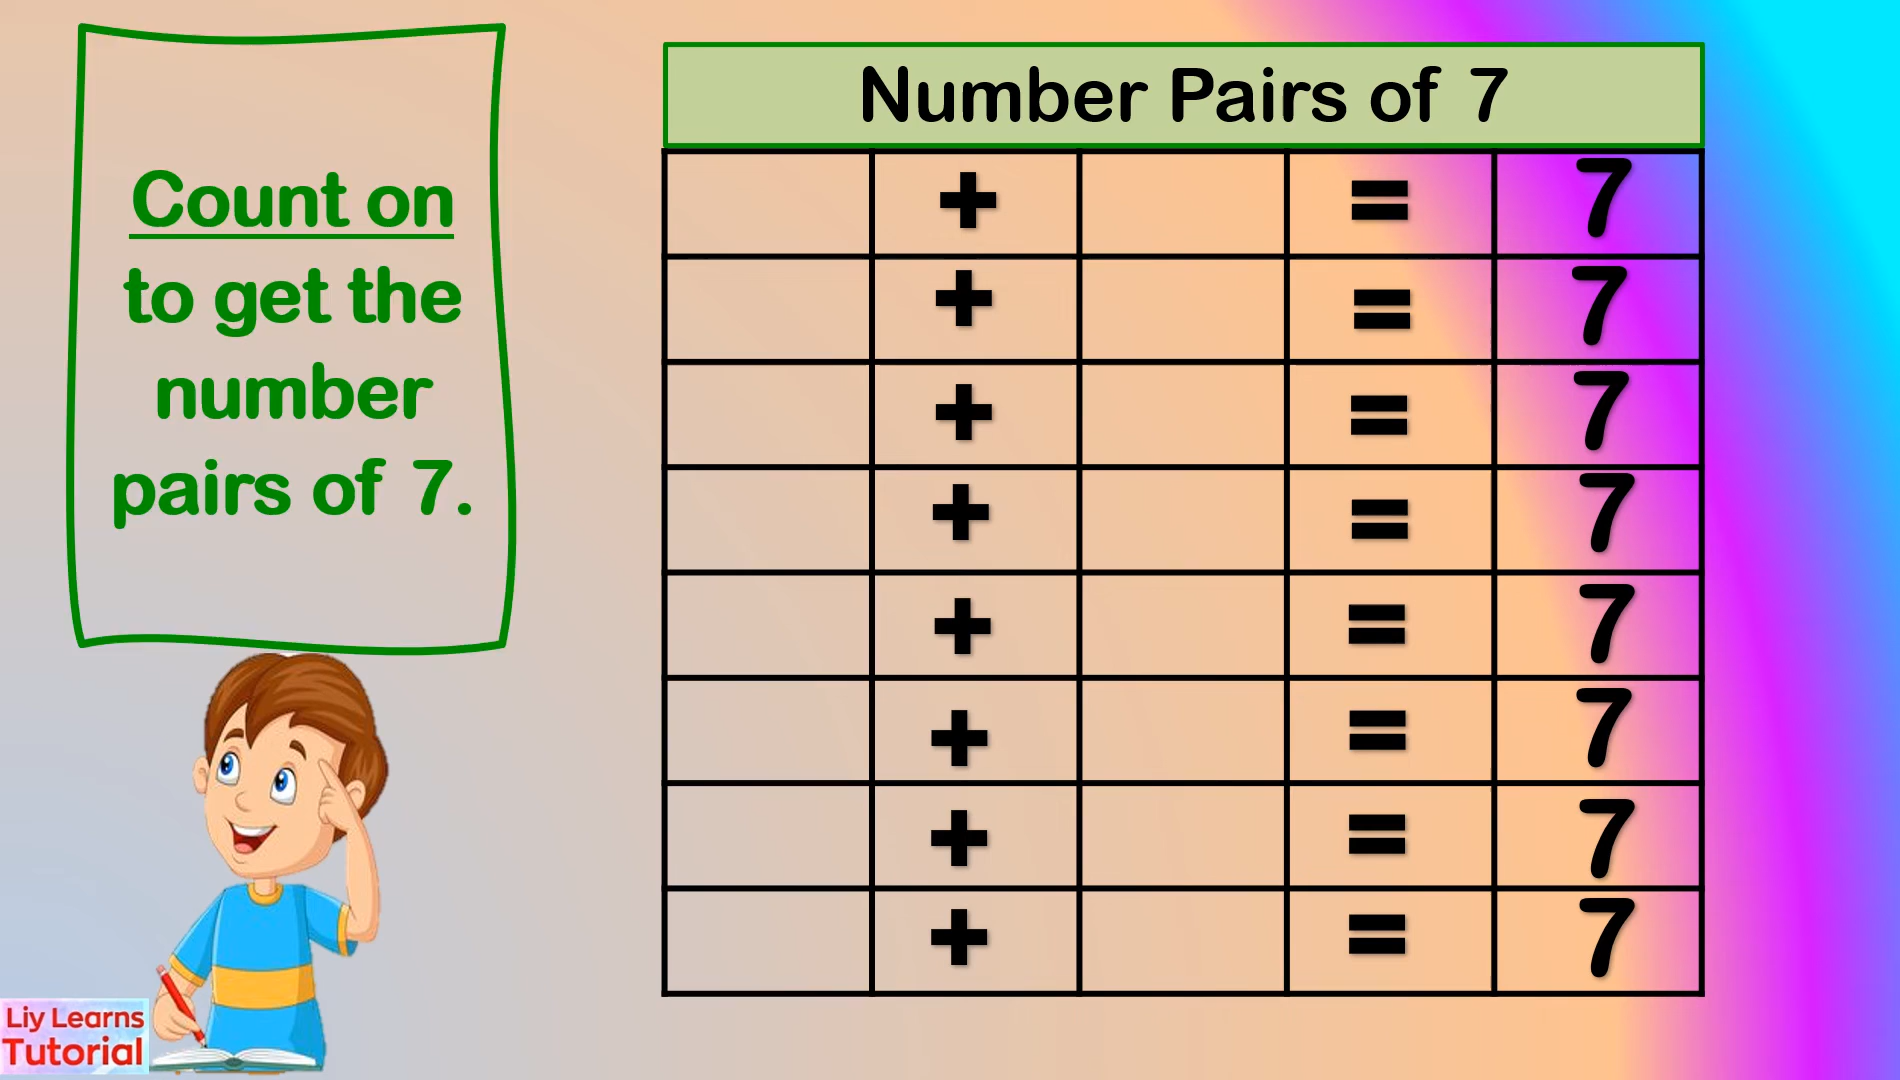 Count on
to get the
number
pairs of 7.
Number Pairs of 7
+ = 7
+ = 7
+ = 7
+ = 7
+ = 7
+ = 7
+ = 7
+ = 7
Liy Learns
Tutorial